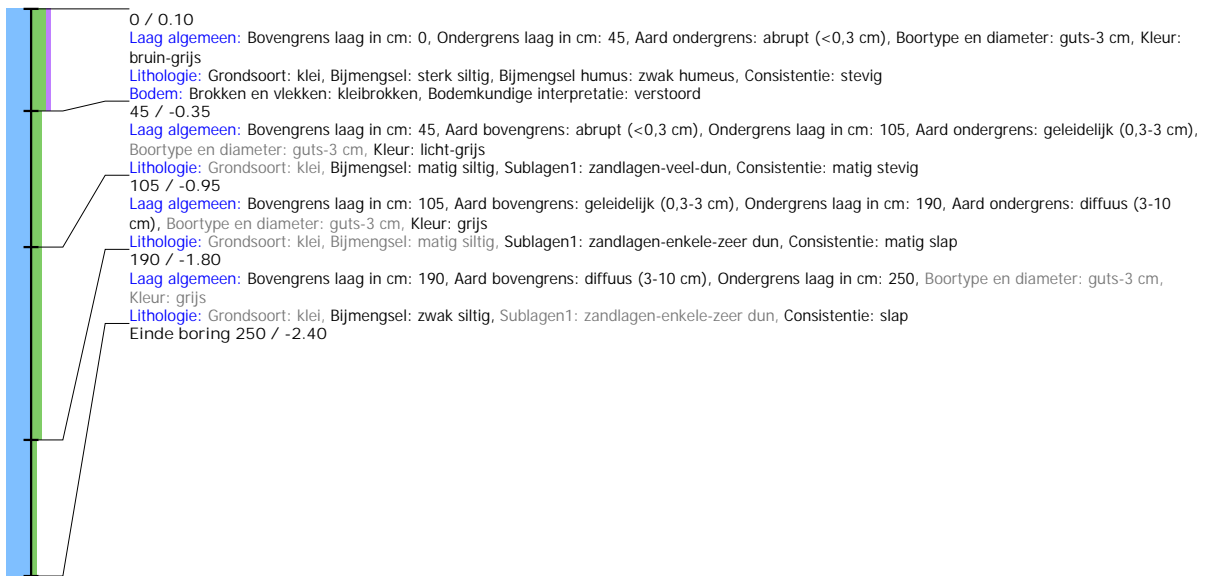 0 / 0.10
Laag algemeen: Bovengrens laag in cm: 0, Ondergrens laag in cm: 45, Aard ondergrens: abrupt (<0,3 cm), Boortype en diameter: guts-3 cm, Kleur:
bruin-grijs
Lithologie: Grondsoort: klei, Bijmengsel: sterk siltig, Bijmengsel humus: zwak humeus, Consistentie: stevig
Bodem: Brokken en vlekken: kleibrokken, Bodemkundige interpretatie: verstoord
45 / -0.35
Laag algemeen: Bovengrens laag in cm: 45, Aard bovengrens: abrupt (<0,3 cm), Ondergrens laag in cm: 105, Aard ondergrens: geleidelijk (0,3-3 cm),
Boortype en diameter: guts-3 cm, Kleur: licht-grijs
Lithologie: Grondsoort: klei, Bijmengsel: matig siltig, Sublagen1: zandlagen-veel-dun, Consistentie: matig stevig
105 / -0.95
Laag algemeen: Bovengrens laag in cm: 105, Aard bovengrens: geleidelijk (0,3-3 cm), Ondergrens laag in cm: 190, Aard ondergrens: diffuus (3-10
cm), Boortype en diameter: guts-3 cm, Kleur: grijs
Lithologie: Grondsoort: klei, Bijmengsel: matig siltig, Sublagen1: zandlagen-enkele-zeer dun, Consistentie: matig slap
190 / -1.80
Laag algemeen: Bovengrens laag in cm: 190, Aard bovengrens: diffuus (3-10 cm), Ondergrens laag in cm: 250, Boortype en diameter: guts-3 cm,
Kleur: grijs
Lithologie: Grondsoort: klei, Bijmengsel: zwak siltig, Sublagen1: zandlagen-enkele-zeer dun, Consistentie: slap
Einde boring 250 / -2.40